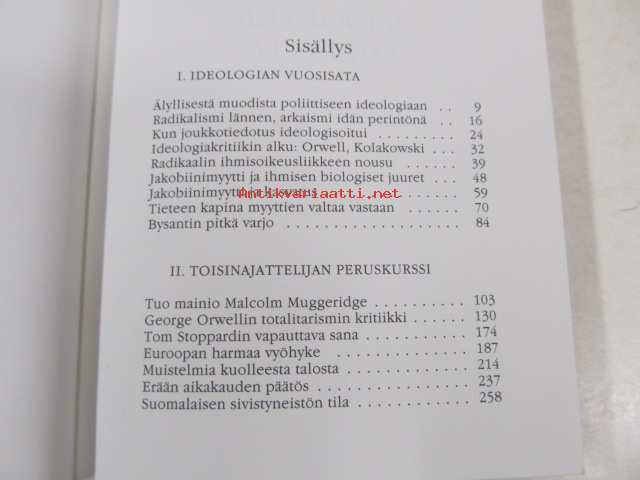 Sisällys
I. IDEOLOGIAN VUOSISATA
Älyllisestä muodista poliittiseen ideologiaan . . 9
Radikalismi lännen, arkaismi idän perintönä . . 16
Kun joukkotiedotus ideologisoitui . . . . . . . . . 24
Ideologiakritiikin alku: Orwell, Kolakowski . . 32
Radikaalin ihmisoikeusliikkeen nousu . . . . 39
Jakobiinimyytti ja ihmisen biologiset juuret . . 48
Jakobiinimyytti ja kasvatus . . . . . . . . . . . . 59
Antikvariaatti.net
Tieteen kapina myyttien valtaa vastaan . . . . . 70
Bysantin pitkä varjo . . . . . . . . . . . . . . . . 84
II. TOISINAJATTELIJAN PERUSKURSSI
Tuo mainio Malcolm Muggeridge . . . . . . . . . 103
George Orwellin totalitarismin kritiikki . . . . . 130
Tom Stoppardin vapauttava sana . . . . . . . . . 174
Euroopan harmaa vyöhyke . . . . . . . . . . . . 187
Muistelmia kuolleesta talosta . . . . . . . . . . . 214
Erään aikakauden päätös . . . . . . . . . . . . . 237
Suomalaisen sivistyneistön tila . . . . . . . . . . 258